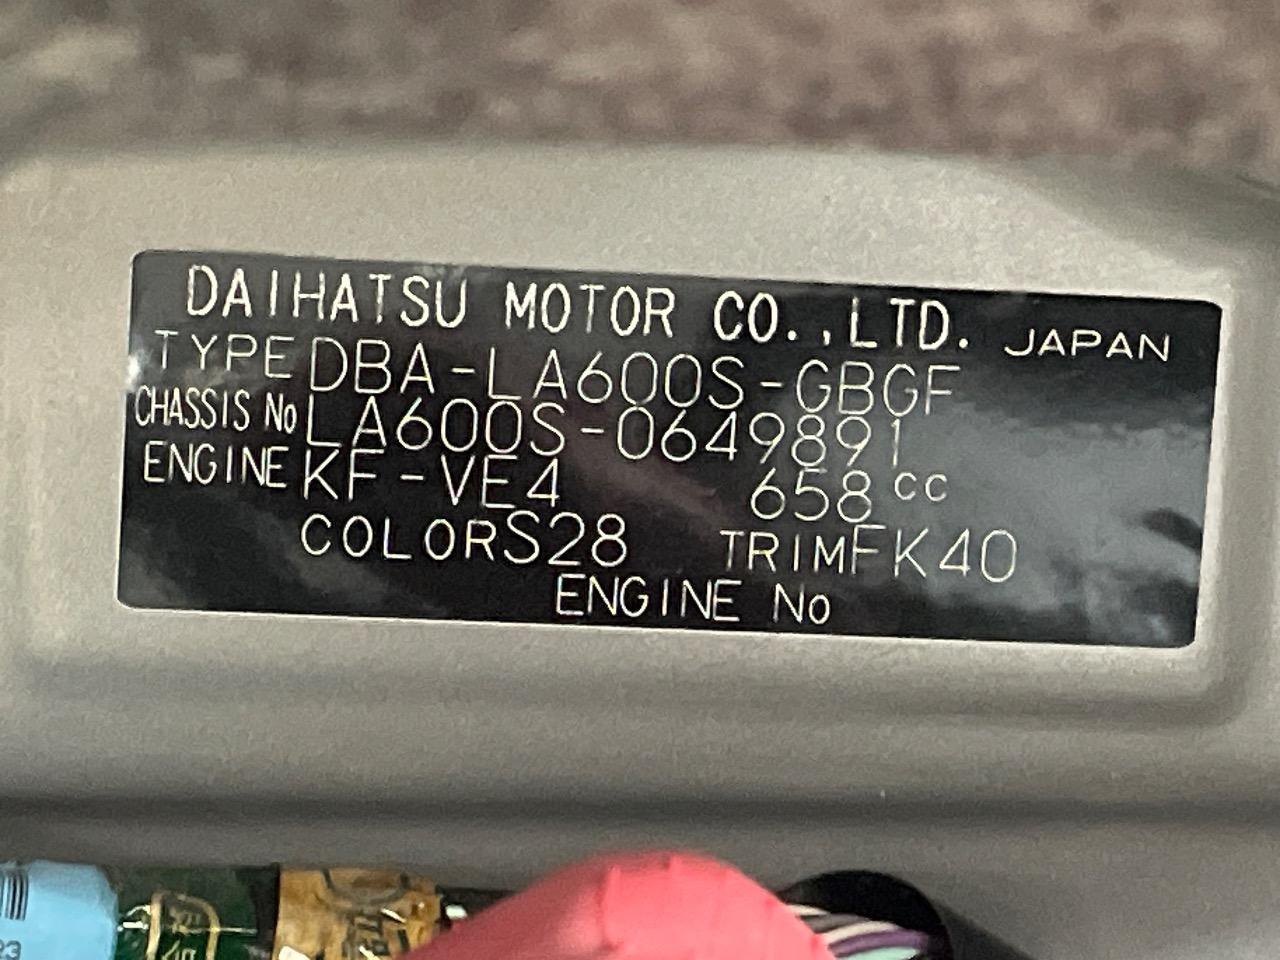 DAIHATSU MOTOR CO.,LTD. JAPAN
TYPE DBA-LA600S-GBGF
CHASSIS No LA600S-0649891
ENGINE KF-VE4 658 cc
COLOR S28 TRIM FK40
ENGINE No